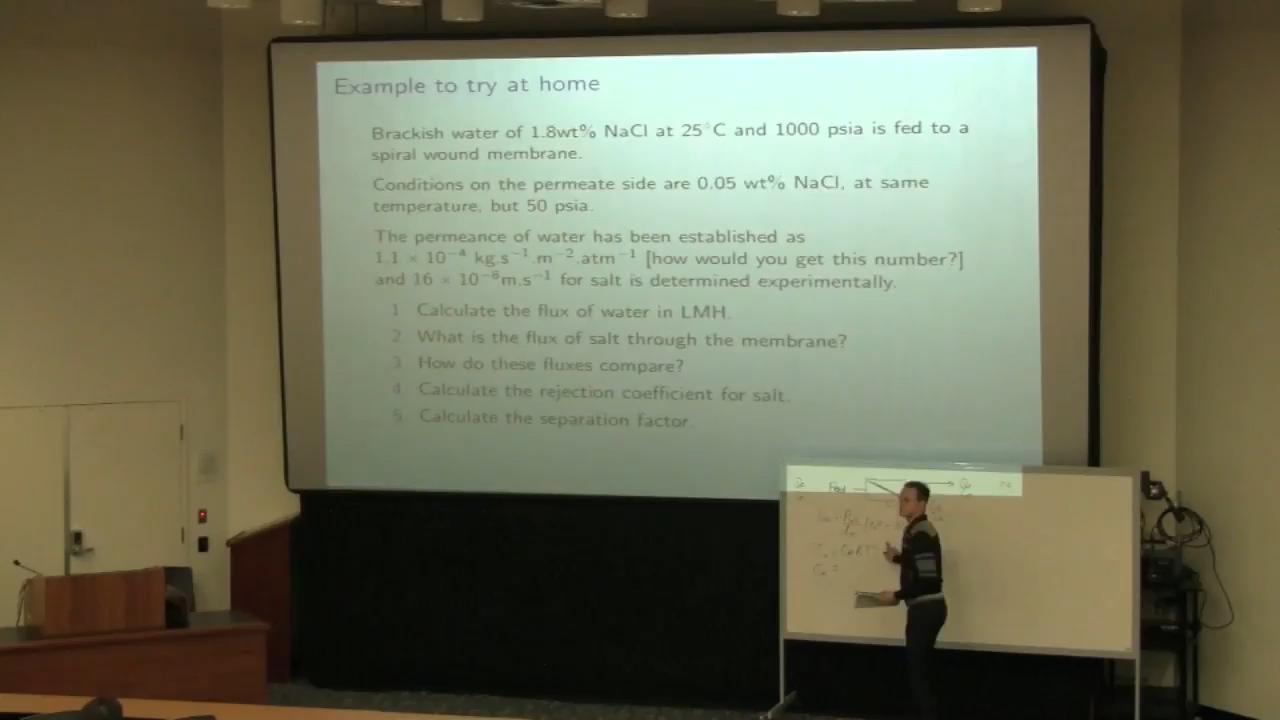 Example to try at home
Brackish water of 1.8wt% NaCl at 25°C and 1000 psia is fed to a
spiral wound membrane.
Conditions on the permeate side are 0.05 wt% NaCl, at same
temperature, but 50 psia.
The permeance of water has been established as
1.1 × 10⁻⁴ kg.s⁻¹.m⁻².atm⁻¹ [how would you get this number?]
and 16 × 10⁻⁸m.s⁻¹ for salt is determined experimentally.
1 Calculate the flux of water in LMH.
2 What is the flux of salt through the membrane?
3 How do these fluxes compare?
4 Calculate the rejection coefficient for salt.
5 Calculate the separation factor.
Feed